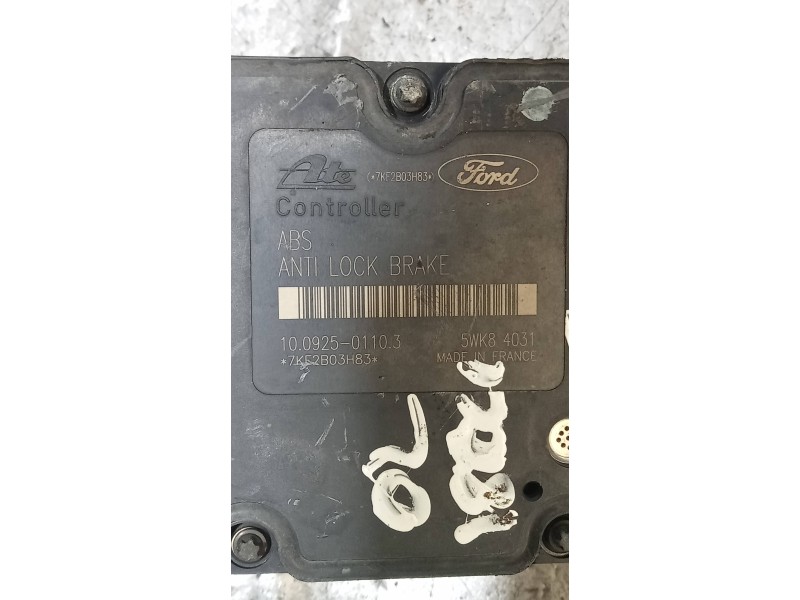 Ate (*7KF2B03H83*) Ford
Controller
ABS
ANTI LOCK BRAKE
10.0925-0110.3 5WK8 4031
*7KF2B03H83* MADE IN FRANCE